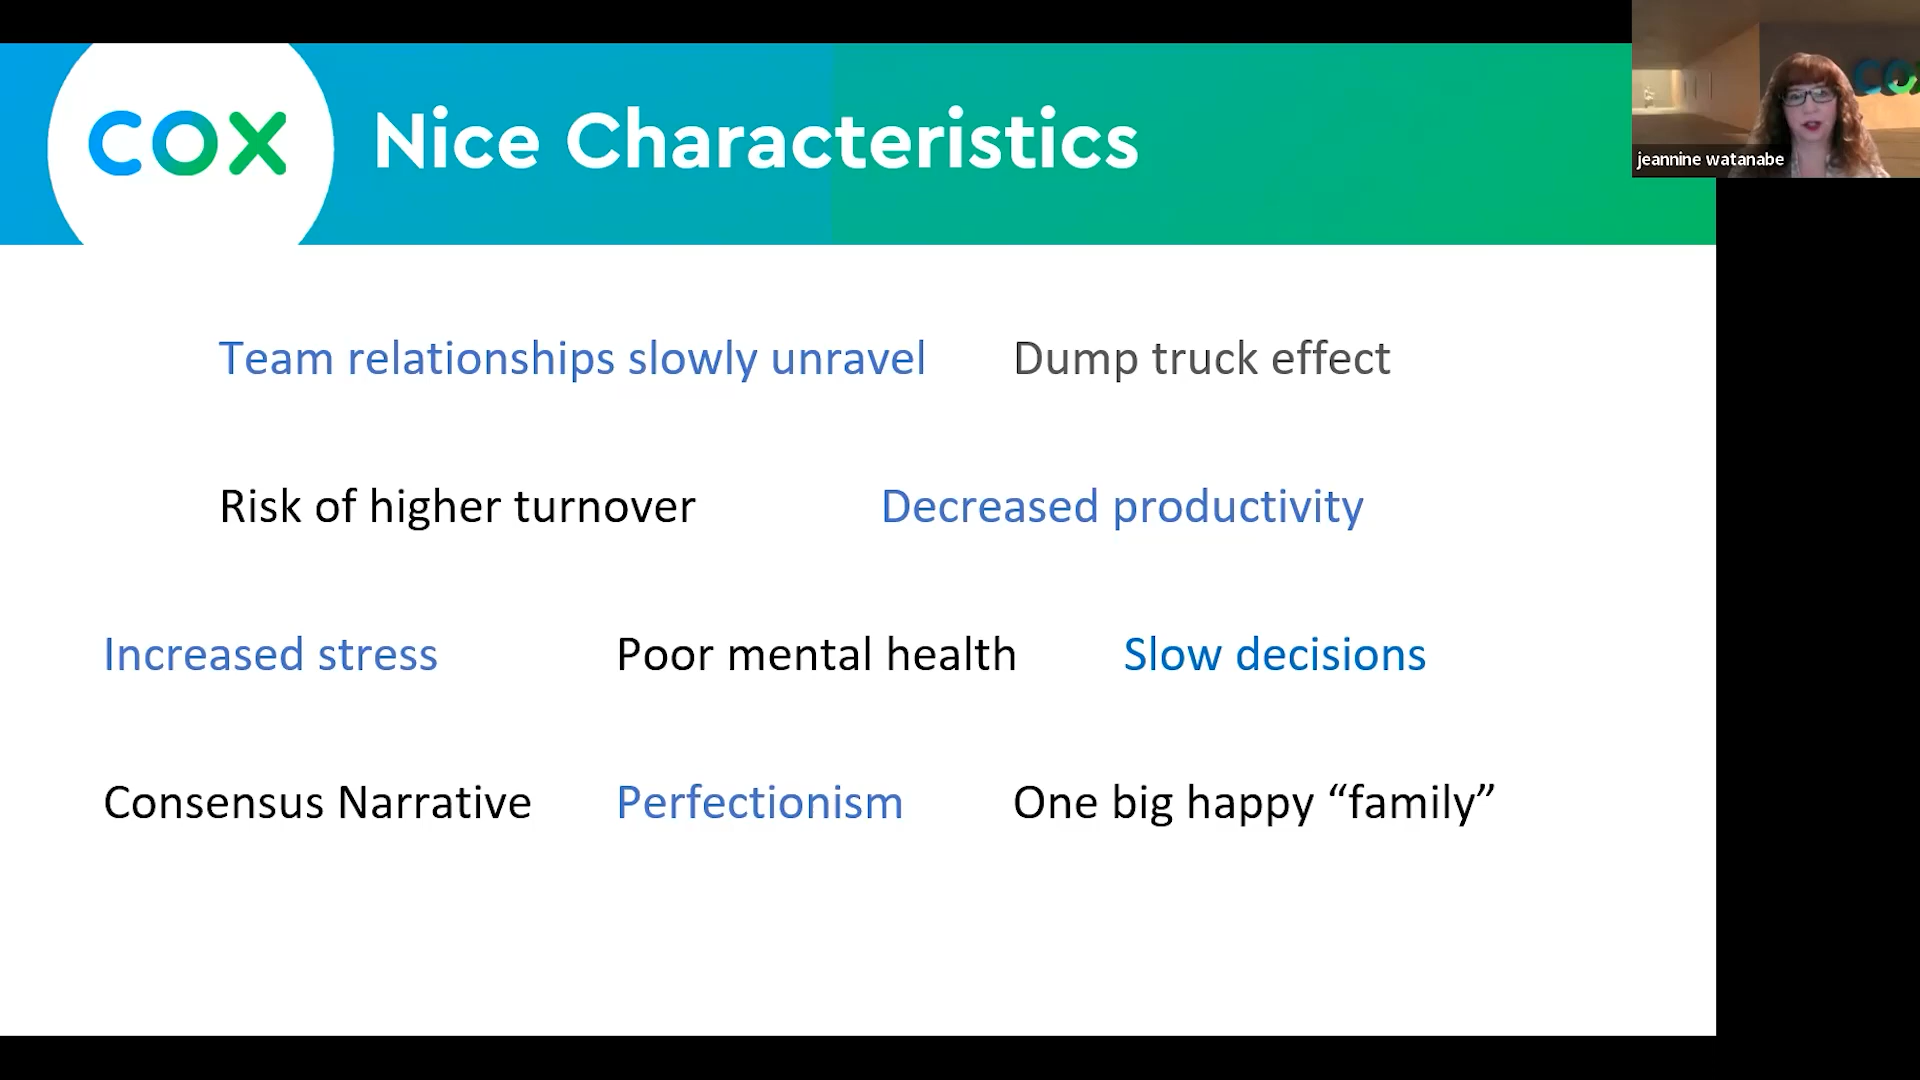 cox Nice Characteristics
jeannine watanabe
Team relationships slowly unravel Dump truck effect
Risk of higher turnover Decreased productivity
Increased stress Poor mental health Slow decisions
Consensus Narrative Perfectionism One big happy “family”